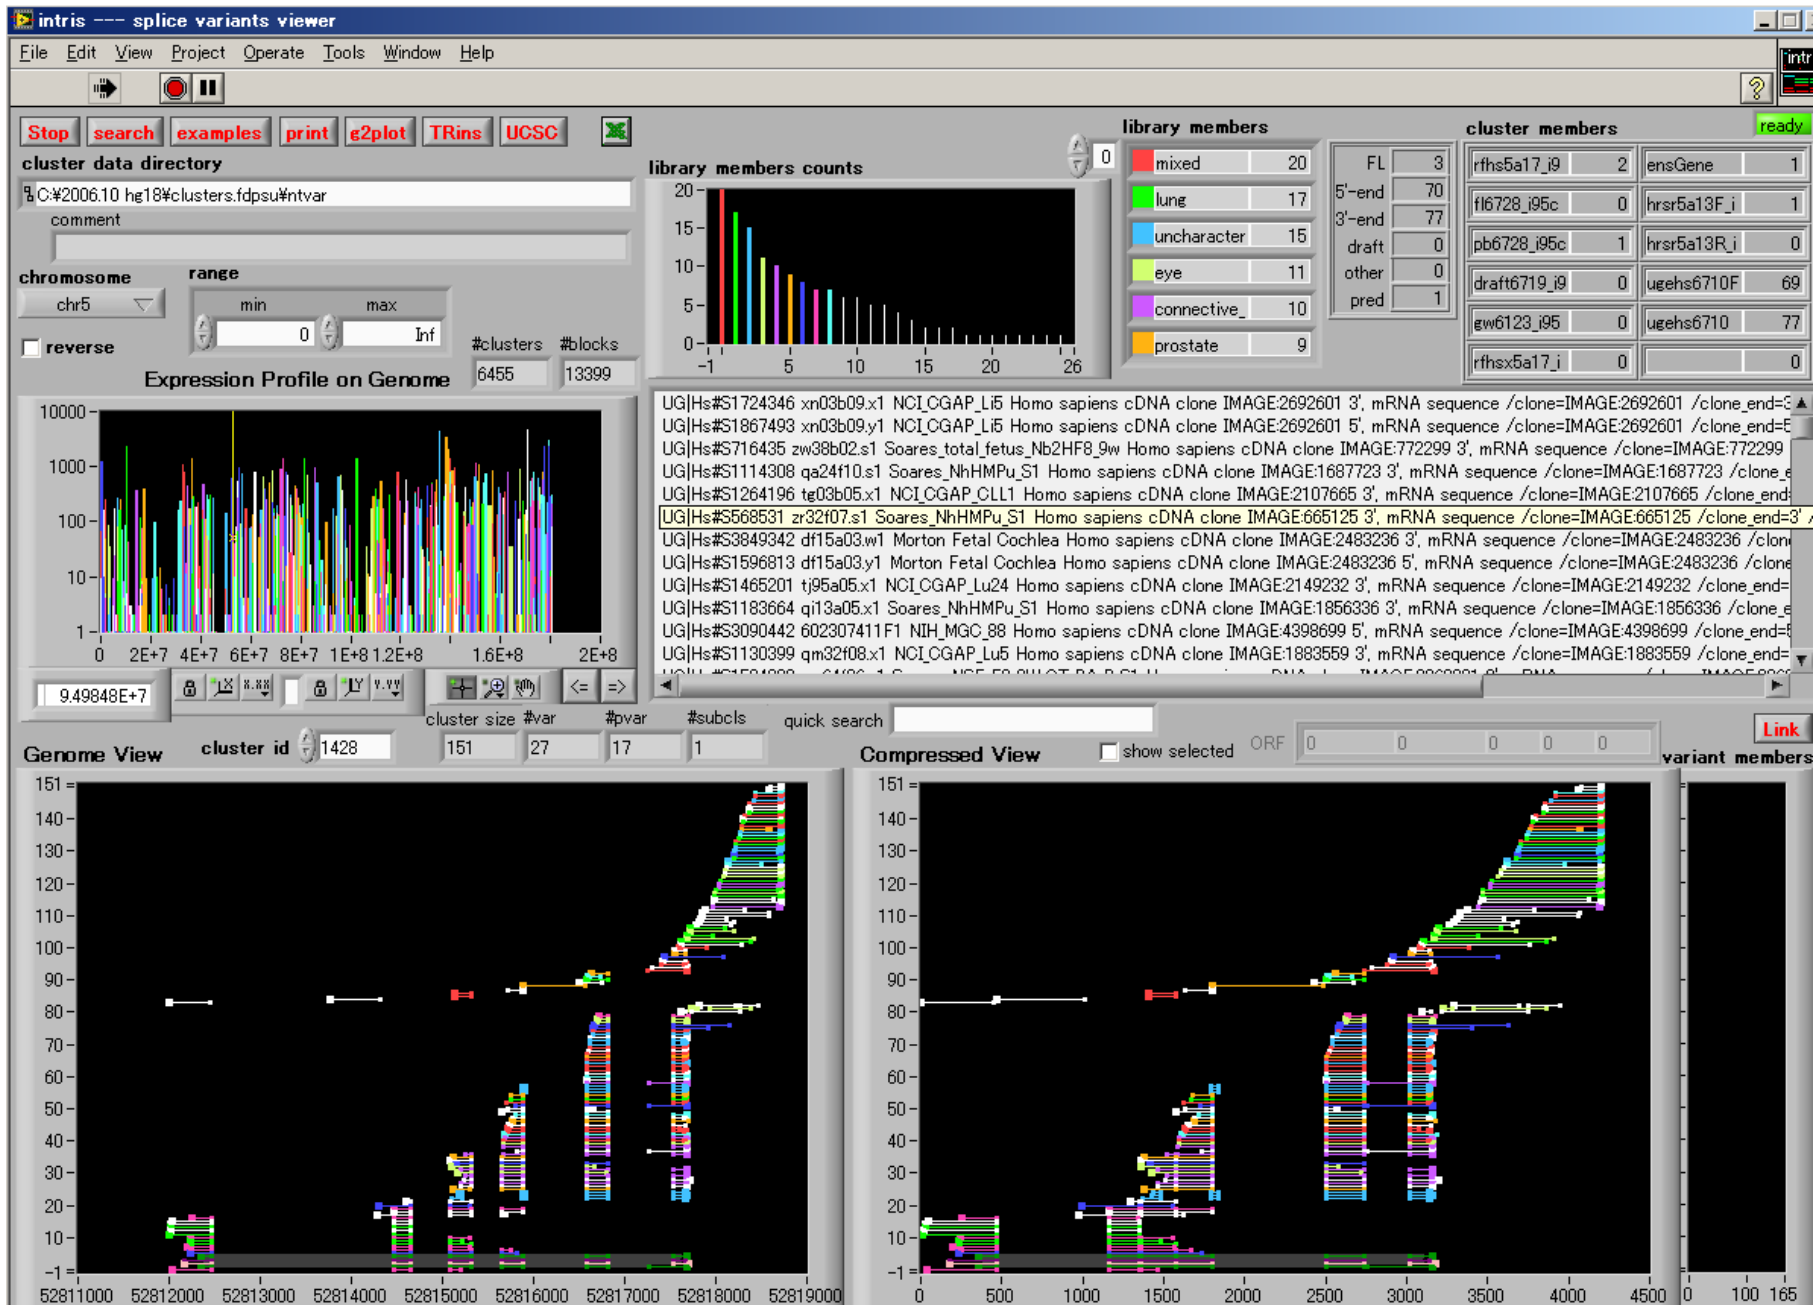 intris --- splice variants viewer
File Edit View Project Operate Tools Window Help
intr
?
Stop search examples print g2plot TRins UCSC
cluster data directory
C:¥2006.10 hg18¥clusters.fdpsu¥ntvar
comment
chromosome
chr5
reverse
range
min max
0 Inf
#clusters #blocks
6455 13399
library members counts
0
20
15
10
5
0
-1 5 10 15 20 26
library members
mixed 20
lung 17
uncharacter 15
eye 11
connective_ 10
prostate 9
FL 3
5'-end 70
3'-end 77
draft 0
other 0
pred 1
cluster members
ready
rfhs5a17_i9 2 ensGene 1
fl6728_i95c 0 hrsr5a13F_i 1
pb6728_i95c 1 hrsr5a13R_i 0
draft6719_i9 0 ugehs6710F 69
gw6123_i95 0 ugehs6710 77
rfhsx5a17_i 0 0
Expression Profile on Genome
10000
1000
100
10
1
0 2E+7 4E+7 6E+7 8E+7 1E+8 1.2E+8 1.6E+8 2E+8
9.49848E+7
X X.XX Y Y.YY <= =>
UG|Hs#S1724346 xn03b09.x1 NCI_CGAP_Li5 Homo sapiens cDNA clone IMAGE:2692601 3', mRNA sequence /clone=IMAGE:2692601 /clone_end=3
UG|Hs#S1867493 xn03b09.y1 NCI_CGAP_Li5 Homo sapiens cDNA clone IMAGE:2692601 5', mRNA sequence /clone=IMAGE:2692601 /clone_end=5
UG|Hs#S716435 zw38b02.s1 Soares_total_fetus_Nb2HF8_9w Homo sapiens cDNA clone IMAGE:772299 3', mRNA sequence /clone=IMAGE:772299
UG|Hs#S1114308 qa24f10.s1 Soares_NhHMPu_S1 Homo sapiens cDNA clone IMAGE:1687723 3', mRNA sequence /clone=IMAGE:1687723 /clone_e
UG|Hs#S1264196 tg03b05.x1 NCI_CGAP_CLL1 Homo sapiens cDNA clone IMAGE:2107665 3', mRNA sequence /clone=IMAGE:2107665 /clone_end=
UG|Hs#S568531 zr32f07.s1 Soares_NhHMPu_S1 Homo sapiens cDNA clone IMAGE:665125 3', mRNA sequence /clone=IMAGE:665125 /clone_end=3' /
UG|Hs#S3849342 df15a03.w1 Morton Fetal Cochlea Homo sapiens cDNA clone IMAGE:2483236 3', mRNA sequence /clone=IMAGE:2483236 /clon
UG|Hs#S1596813 df15a03.y1 Morton Fetal Cochlea Homo sapiens cDNA clone IMAGE:2483236 5', mRNA sequence /clone=IMAGE:2483236 /clone
UG|Hs#S1465201 tj95a05.x1 NCI_CGAP_Lu24 Homo sapiens cDNA clone IMAGE:2149232 3', mRNA sequence /clone=IMAGE:2149232 /clone_end=
UG|Hs#S1183664 qi13a05.x1 Soares_NhHMPu_S1 Homo sapiens cDNA clone IMAGE:1856336 3', mRNA sequence /clone=IMAGE:1856336 /clone_e
UG|Hs#S3090442 602307411F1 NIH_MGC_88 Homo sapiens cDNA clone IMAGE:4398699 5', mRNA sequence /clone=IMAGE:4398699 /clone_end=5
UG|Hs#S1130399 qm32f08.x1 NCI_CGAP_Lu5 Homo sapiens cDNA clone IMAGE:1883559 3', mRNA sequence /clone=IMAGE:1883559 /clone_end=
cluster size #var #pvar #subcls
151 27 17 1
quick search
show selected
ORF 0 0 0 0 0
Link
Genome View
cluster id 1428
Compressed View
variant members
151
140
130
120
110
100
90
80
70
60
50
40
30
20
10
-1
52811000 52812000 52813000 52814000 52815000 52816000 52817000 52818000 52819000
151
140
130
120
110
100
90
80
70
60
50
40
30
20
10
-1
0 500 1000 1500 2000 2500 3000 3500 4000 4500
0 100 165